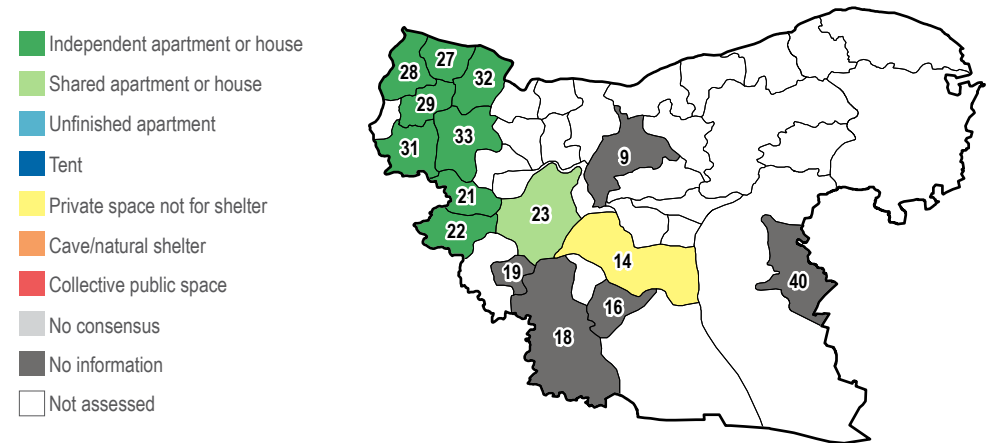 Independent apartment or house
Shared apartment or house
Unfinished apartment
Tent
Private space not for shelter
Cave/natural shelter
Collective public space
No consensus
No information
Not assessed
27
28
32
29
33
31
9
21
23
22
14
19
40
16
18